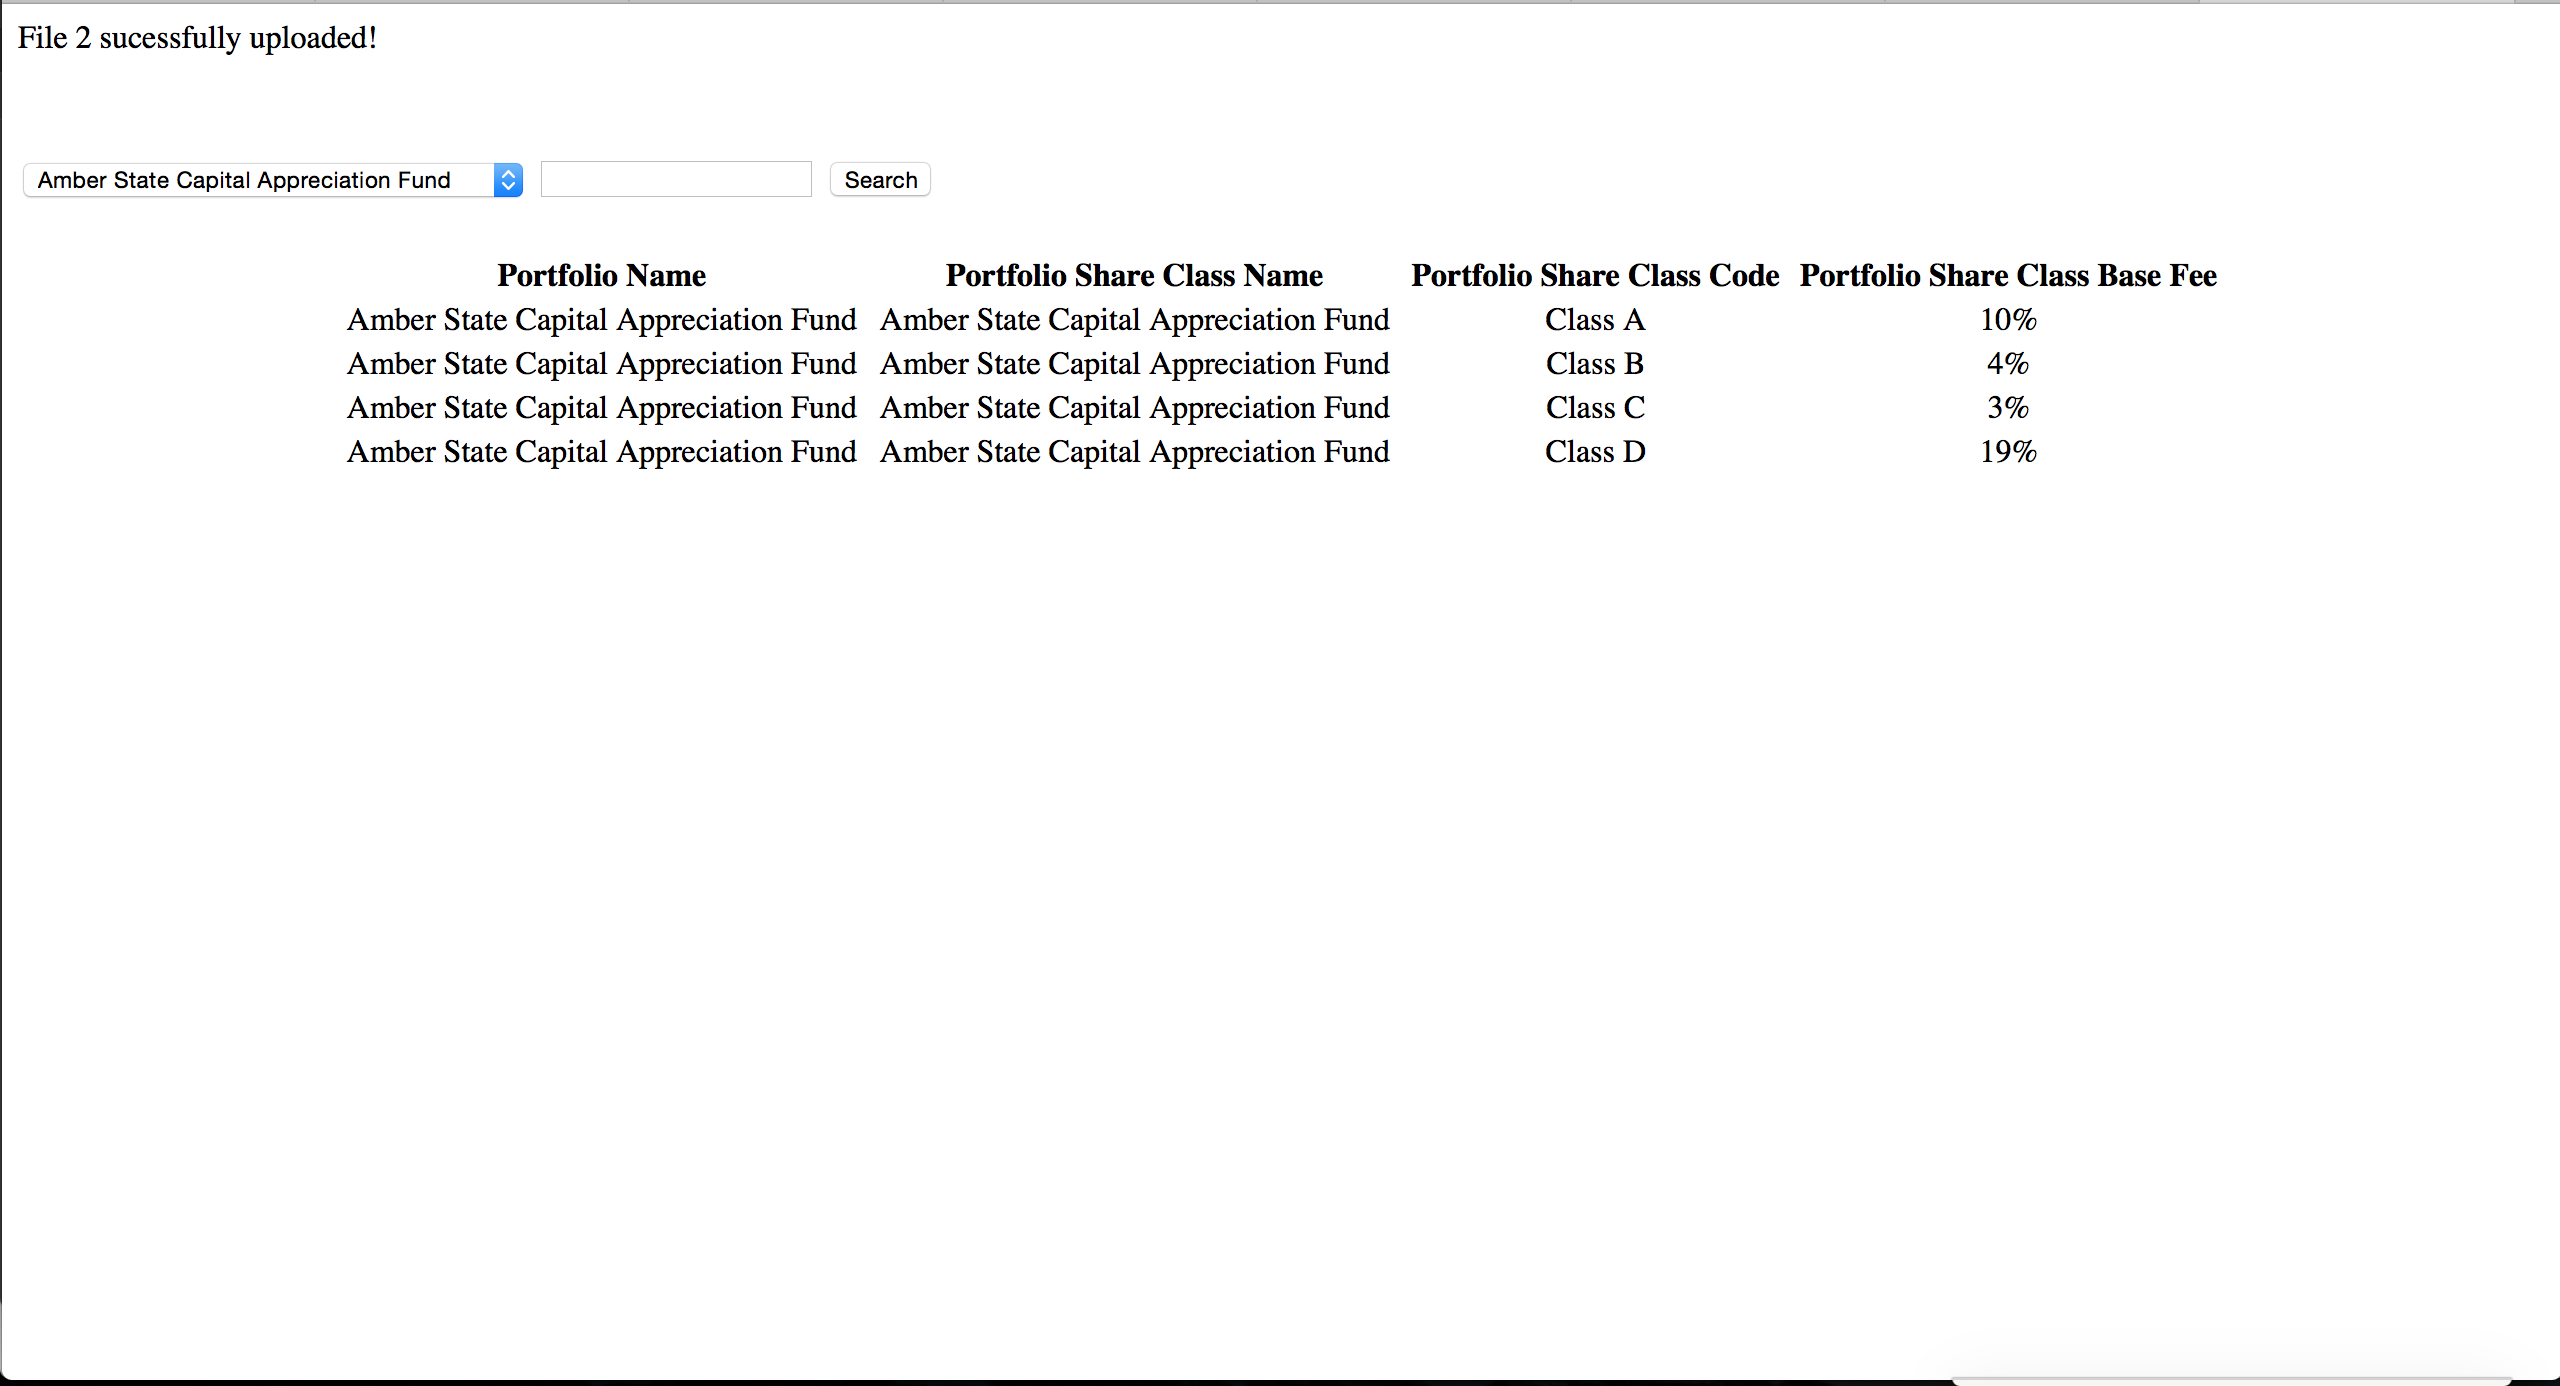 File 2 sucessfully uploaded!
Amber State Capital Appreciation Fund Search
Portfolio Name Portfolio Share Class Name Portfolio Share Class Code Portfolio Share Class Base Fee
Amber State Capital Appreciation Fund Amber State Capital Appreciation Fund Class A 10%
Amber State Capital Appreciation Fund Amber State Capital Appreciation Fund Class B 4%
Amber State Capital Appreciation Fund Amber State Capital Appreciation Fund Class C 3%
Amber State Capital Appreciation Fund Amber State Capital Appreciation Fund Class D 19%